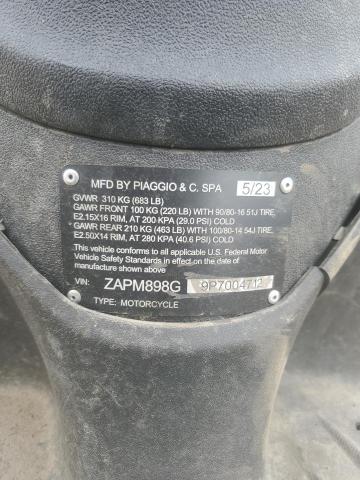 MFD BY PIAGGIO & C. SPA 5/23
GVWR 310 KG (683 LB)
GAWR FRONT 100 KG (220 LB) WITH 90/80-16 51J TIRE,
E2.15X16 RIM, AT 200 KPA (29.0 PSI) COLD
* GAWR REAR 210 KG (463 LB) WITH 100/80-14 54J TIRE,
E2.50X14 RIM, AT 280 KPA (40.6 PSI) COLD
This vehicle conforms to all applicable U.S. Federal Motor
Vehicle Safety Standards in effect on the date of
manufacture shown above.
VIN: ZAPM898G 9P7004712
TYPE: MOTORCYCLE